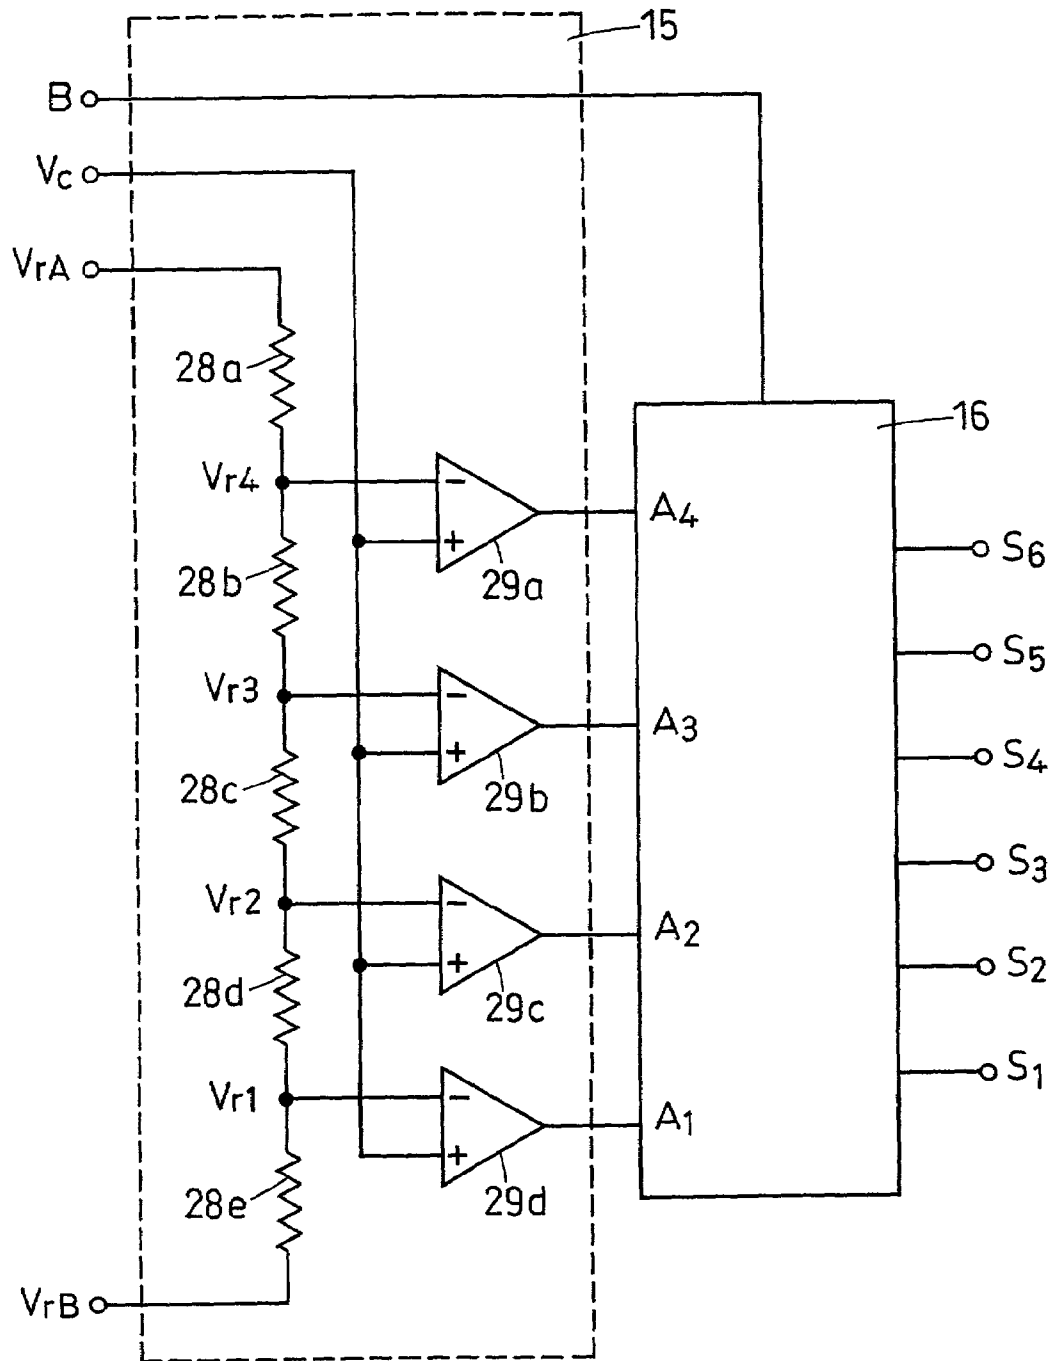 15
B
Vc
VrA
28a
16
Vr4
-
A4
+
S6
28b
29a
S5
Vr3
-
A3
+
S4
28c
29b
S3
Vr2
-
A2
+
S2
28d
29c
S1
Vr1
-
A1
+
28e
29d
VrB